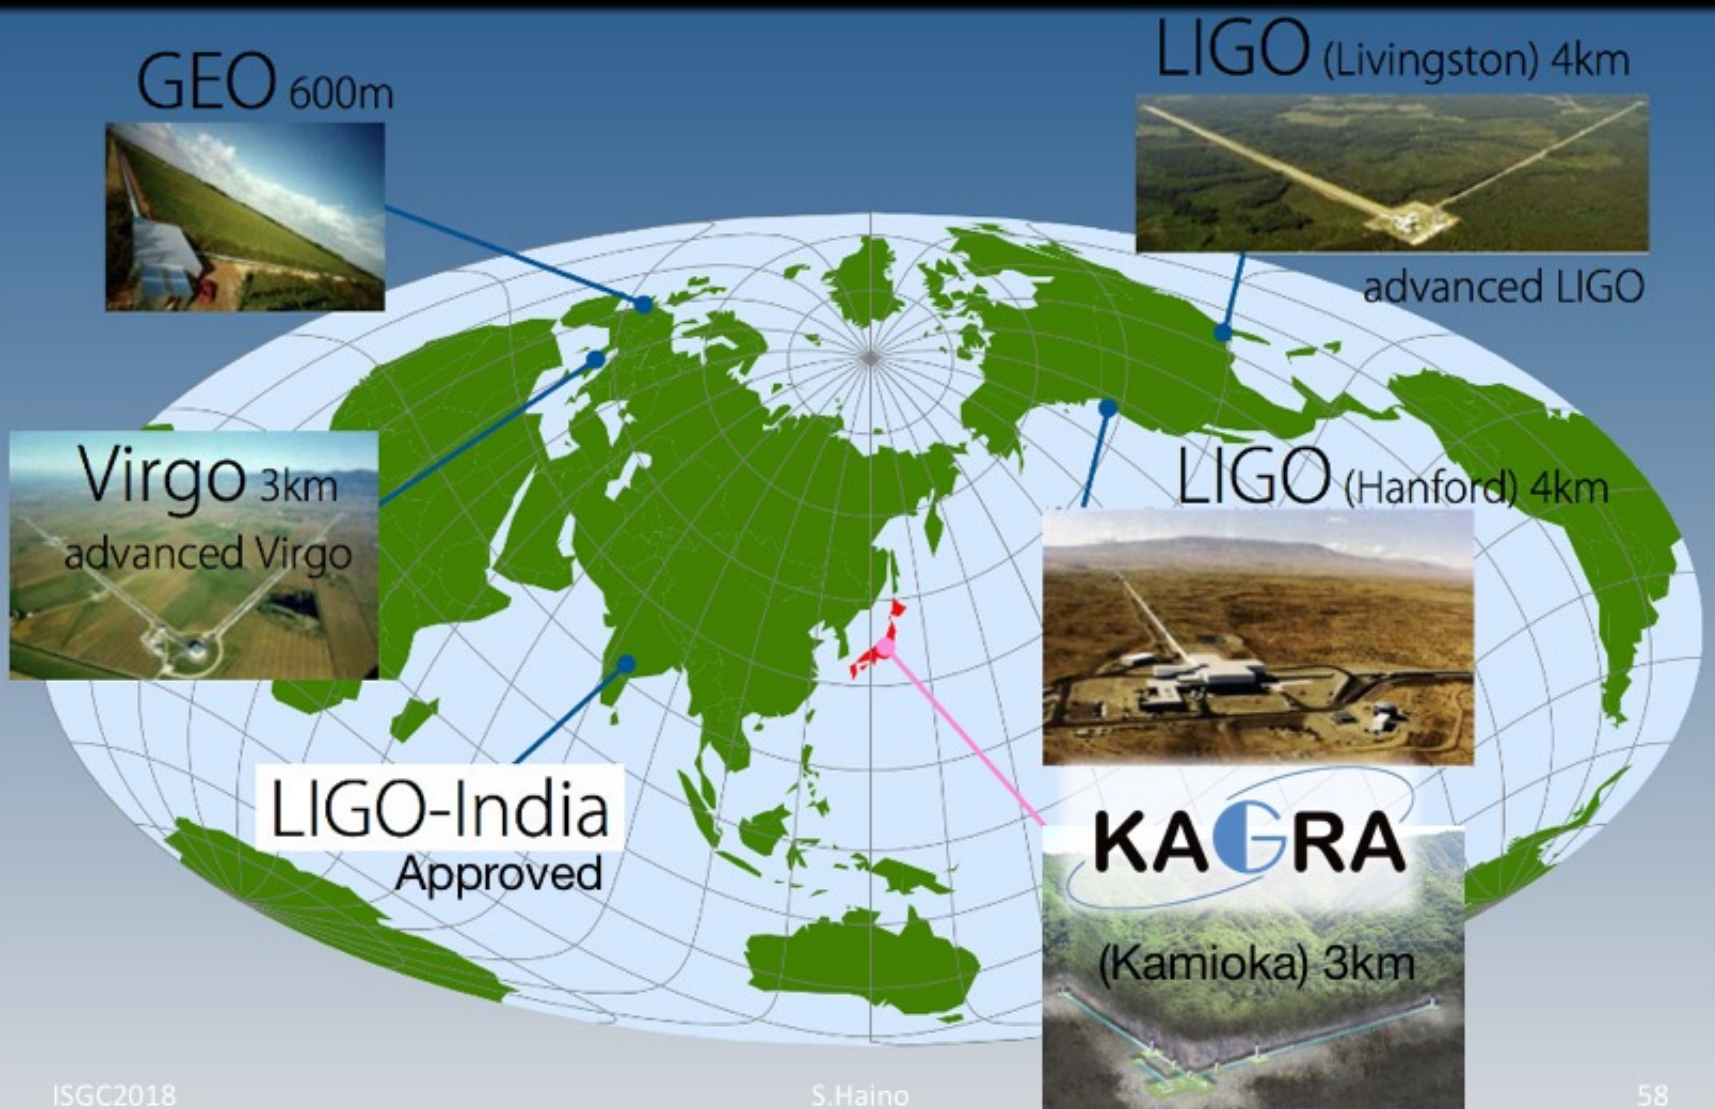 GEO 600m
LIGO (Livingston) 4km
advanced LIGO
Virgo 3km
advanced Virgo
LIGO (Hanford) 4km
LIGO-India
Approved
KAGRA
(Kamioka) 3km
ISGC2018
S.Haino
58